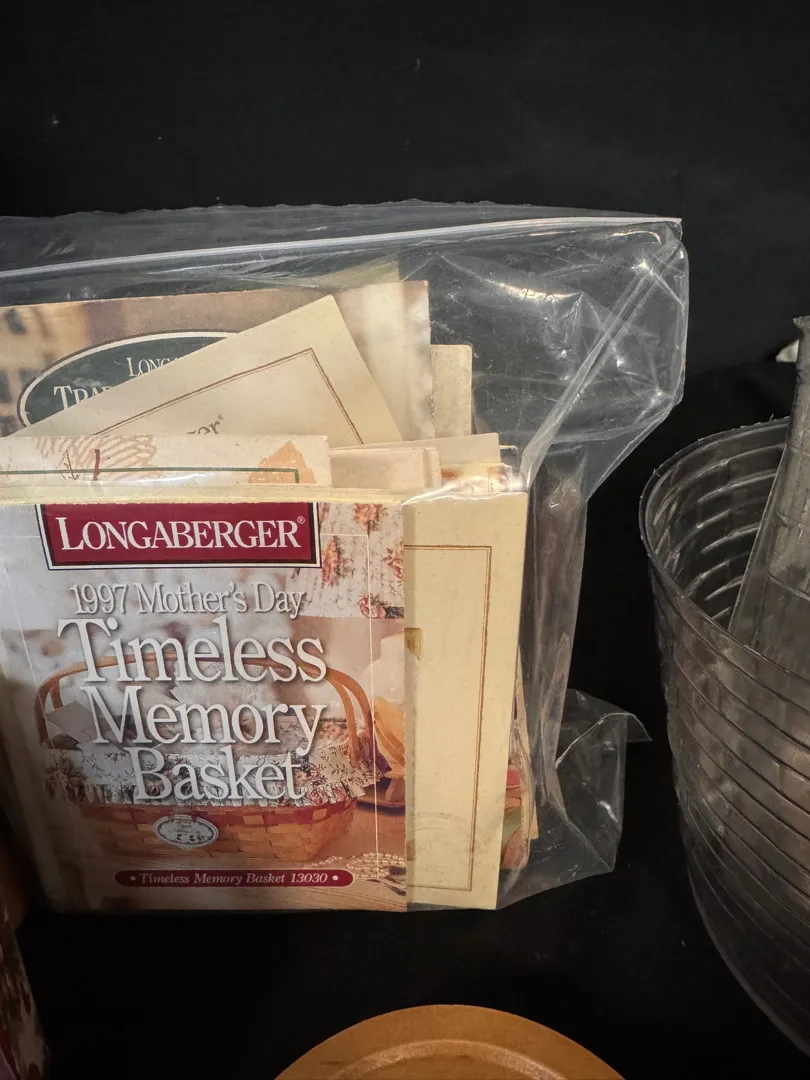 LONGABERGER®
1997 Mother's Day
Timeless
Memory
Basket
• Timeless Memory Basket 13030 •